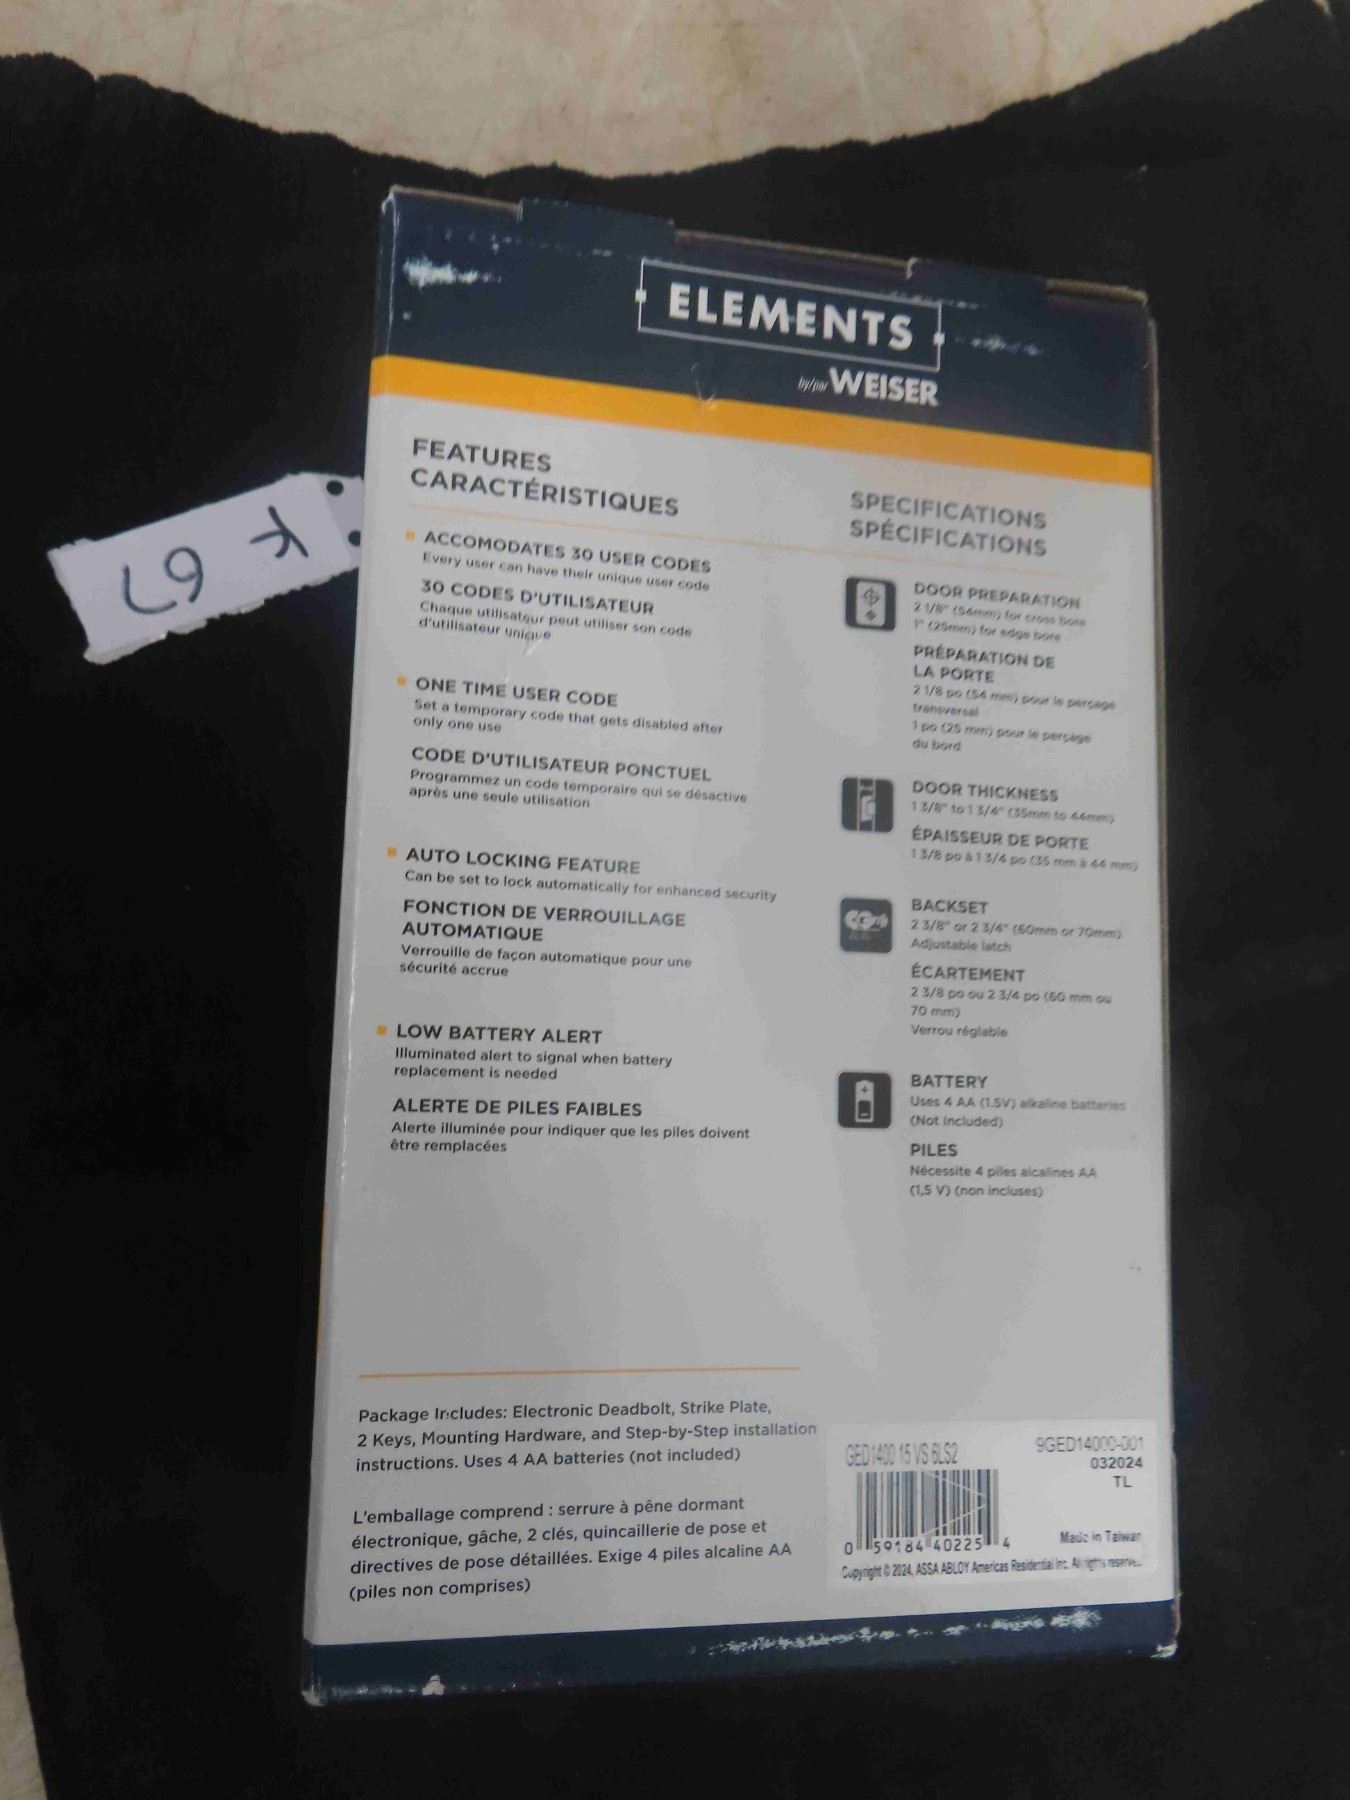 ELEMENTS
by/par WEISER
FEATURES
CARACTÉRISTIQUES
ACCOMODATES 30 USER CODES
Every user can have their unique user code
30 CODES D'UTILISATEUR
Chaque utilisateur peut utiliser son code
d'utilisateur unique
ONE TIME USER CODE
Set a temporary code that gets disabled after
only one use
CODE D'UTILISATEUR PONCTUEL
Programmez un code temporaire qui se désactive
après une seule utilisation
AUTO LOCKING FEATURE
Can be set to lock automatically for enhanced security
FONCTION DE VERROUILLAGE
AUTOMATIQUE
Verrouille de façon automatique pour une
sécurité accrue
LOW BATTERY ALERT
Illuminated alert to signal when battery
replacement is needed
ALERTE DE PILES FAIBLES
Alerte illuminée pour indiquer que les piles doivent
être remplacées
SPECIFICATIONS
SPÉCIFICATIONS
DOOR PREPARATION
2 1/8" (54mm) for cross bore
1" (25mm) for edge bore
PRÉPARATION DE
LA PORTE
2 1/8 po (54 mm) pour le perçage
transversal
1 po (25 mm) pour le perçage
du bord
DOOR THICKNESS
1 3/8" to 1 3/4" (35mm to 44mm)
ÉPAISSEUR DE PORTE
1 3/8 po à 1 3/4 po (35 mm à 44 mm)
BACKSET
2 3/8" or 2 3/4" (60mm or 70mm)
Adjustable latch
ÉCARTEMENT
2 3/8 po ou 2 3/4 po (60 mm ou
70 mm)
Verrou réglable
BATTERY
Uses 4 AA (1.5V) alkaline batteries
(Not Included)
PILES
Nécessite 4 piles alcalines AA
(1,5 V) (non incluses)
Package Includes: Electronic Deadbolt, Strike Plate,
2 Keys, Mounting Hardware, and Step-by-Step installation
instructions. Uses 4 AA batteries (not included)
L'emballage comprend : serrure à pêne dormant
électronique, gâche, 2 clés, quincaillerie de pose et
directives de pose détaillées. Exige 4 piles alcaline AA
(piles non comprises)
GED1400 15 VS 6LS2
9GED14000-001
032024
TL
0 59184 40225 4
Made in Taiwan
Copyright © 2024, ASSA ABLOY Americas Residential Inc. All rights
K
67